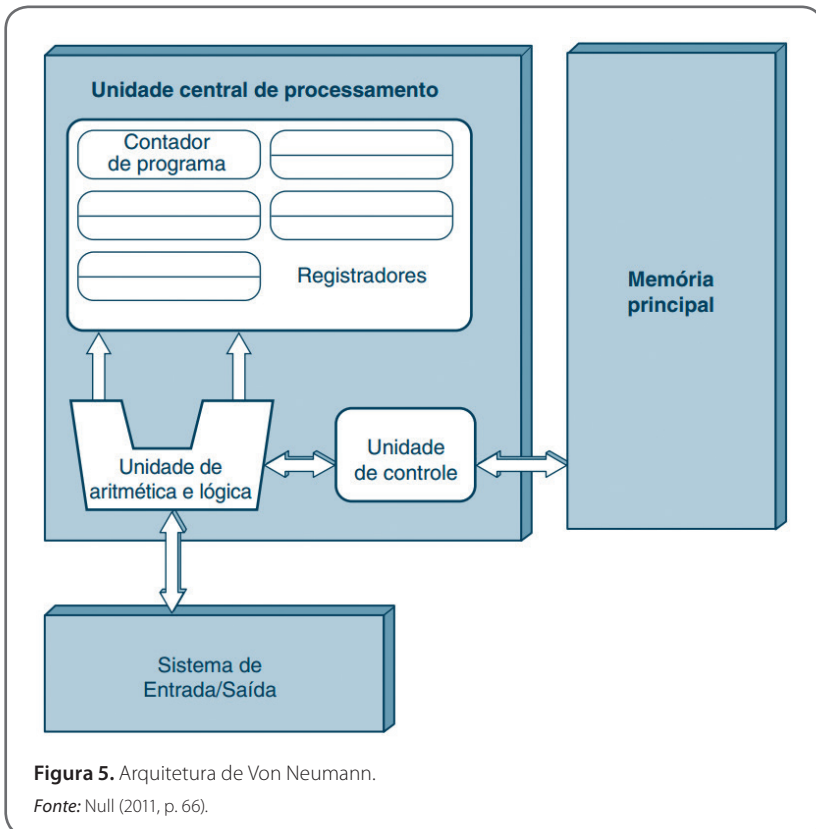 Unidade central de processamento
Contador
de programa
Registradores
Memória
principal
Unidade de
aritmética e lógica
Unidade
de controle
Sistema de
Entrada/Saída
Figura 5. Arquitetura de Von Neumann.
Fonte: Null (2011, p. 66).